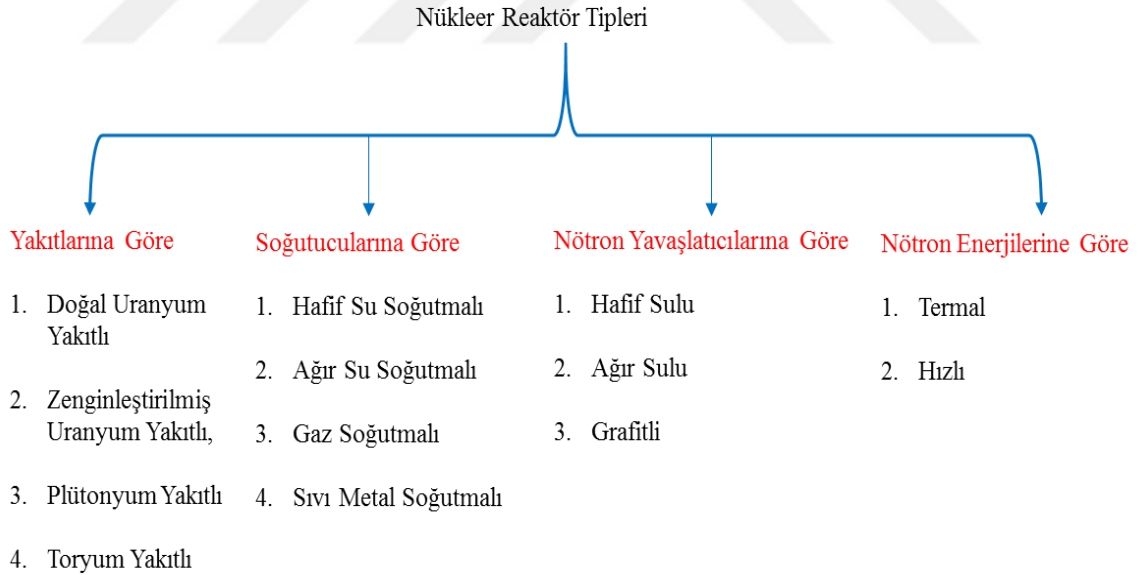 Nükleer Reaktör Tipleri
Yakıtlarına Göre
1. Doğal Uranyum
Yakıtlı
2. Zenginleştirilmiş
Uranyum Yakıtlı,
3. Plütonyum Yakıtlı
4. Toryum Yakıtlı
Soğutucularına Göre
1. Hafif Su Soğutmalı
2. Ağır Su Soğutmalı
3. Gaz Soğutmalı
4. Sıvı Metal Soğutmalı
Nötron Yavaşlatıcılarına Göre
1. Hafif Sulu
2. Ağır Sulu
3. Grafitli
Nötron Enerjilerine Göre
1. Termal
2. Hızlı